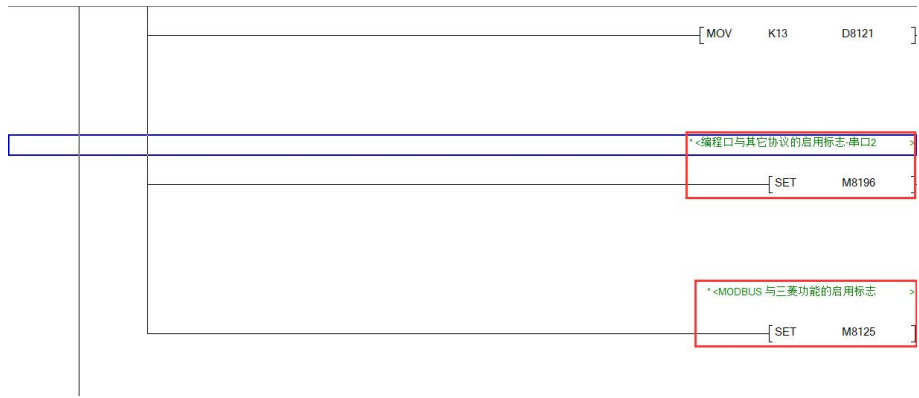 [ MOV K13 D8121 ]
* <编程口与其它协议的启用标志-串口2 >
[ SET M8196 ]
* <MODBUS 与三菱功能的启用标志 >
[ SET M8125 ]